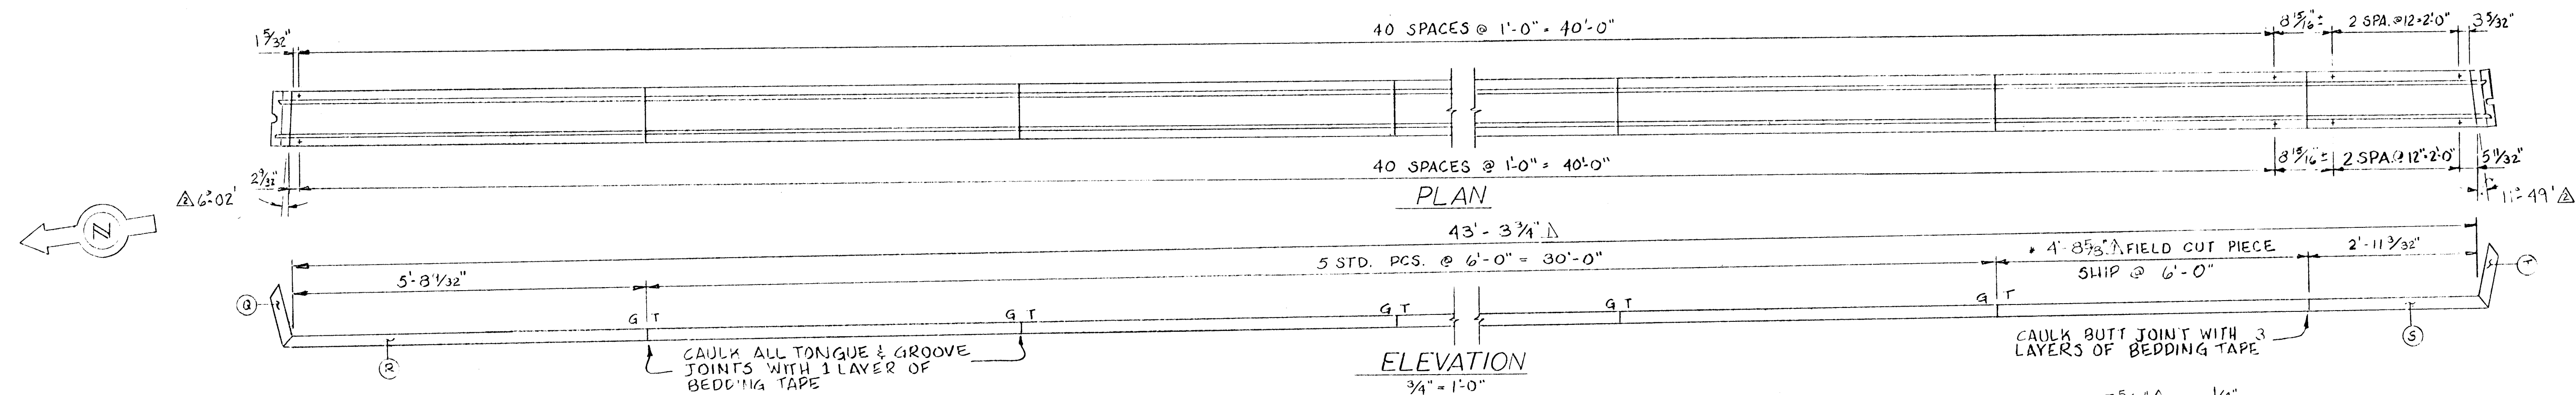 40 SPACES @ 1'-0" = 40'-0"
8 15/16" ±
2 SPA. @ 12 = 2'-0"
3 5/32"
1 5/32"
40 SPACES @ 1'-0" = 40'-0"
8 15/16" ±
2 SPA. @ 12" = 2'-0"
5 11/32"
2 9/32"
2 6°-02'
PLAN
11°-49' 2
N
43'-3 3/4"
* 4'-8 5/8" FIELD CUT PIECE
2'-11 3/32"
5 STD. PCS. @ 6'-0" = 30'-0"
SHIP @ 6'-0"
5'-8 1/32"
Q
T
G T
G T
G T
G T
G T
R
S
CAULK ALL TONGUE & GROOVE
JOINTS WITH 1 LAYER OF
BEDDING TAPE
ELEVATION
3/4" = 1'-0"
CAULK BUTT JOINT WITH 3
LAYERS OF BEDDING TAPE